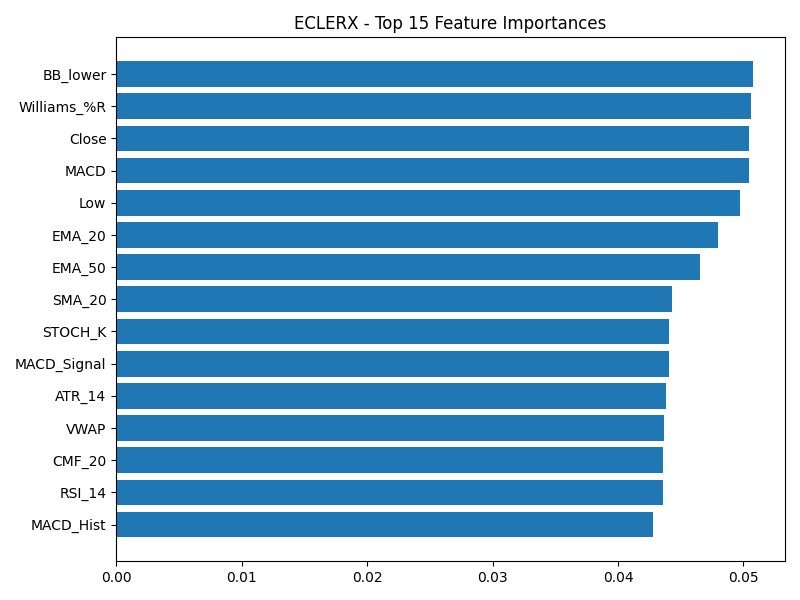 ECLERX - Top 15 Feature Importances
BB_lower
Williams_%R
Close
MACD
Low
EMA_20
EMA_50
SMA_20
STOCH_K
MACD_Signal
ATR_14
VWAP
CMF_20
RSI_14
MACD_Hist
0.00 0.01 0.02 0.03 0.04 0.05